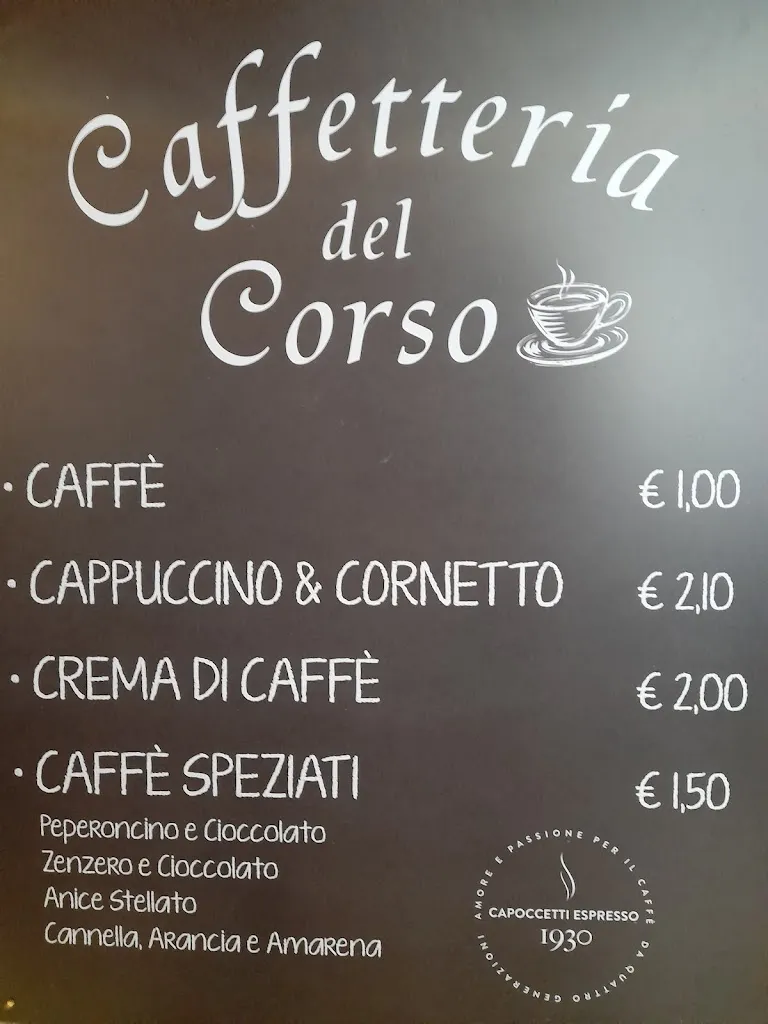 Caffetteria
del
Corso
· CAFFÈ € 1,00
· CAPPUCCINO & CORNETTO € 2,10
· CREMA DI CAFFÈ € 2,00
· CAFFÈ SPEZIATI € 1,50
Peperoncino e Cioccolato
Zenzero e Cioccolato
Anice Stellato
Cannella, Arancia e Amarena
AMORE E PASSIONE PER IL CAFFÈ DA QUATTRO GENERAZIONI
CAPOCCETTI ESPRESSO
1930